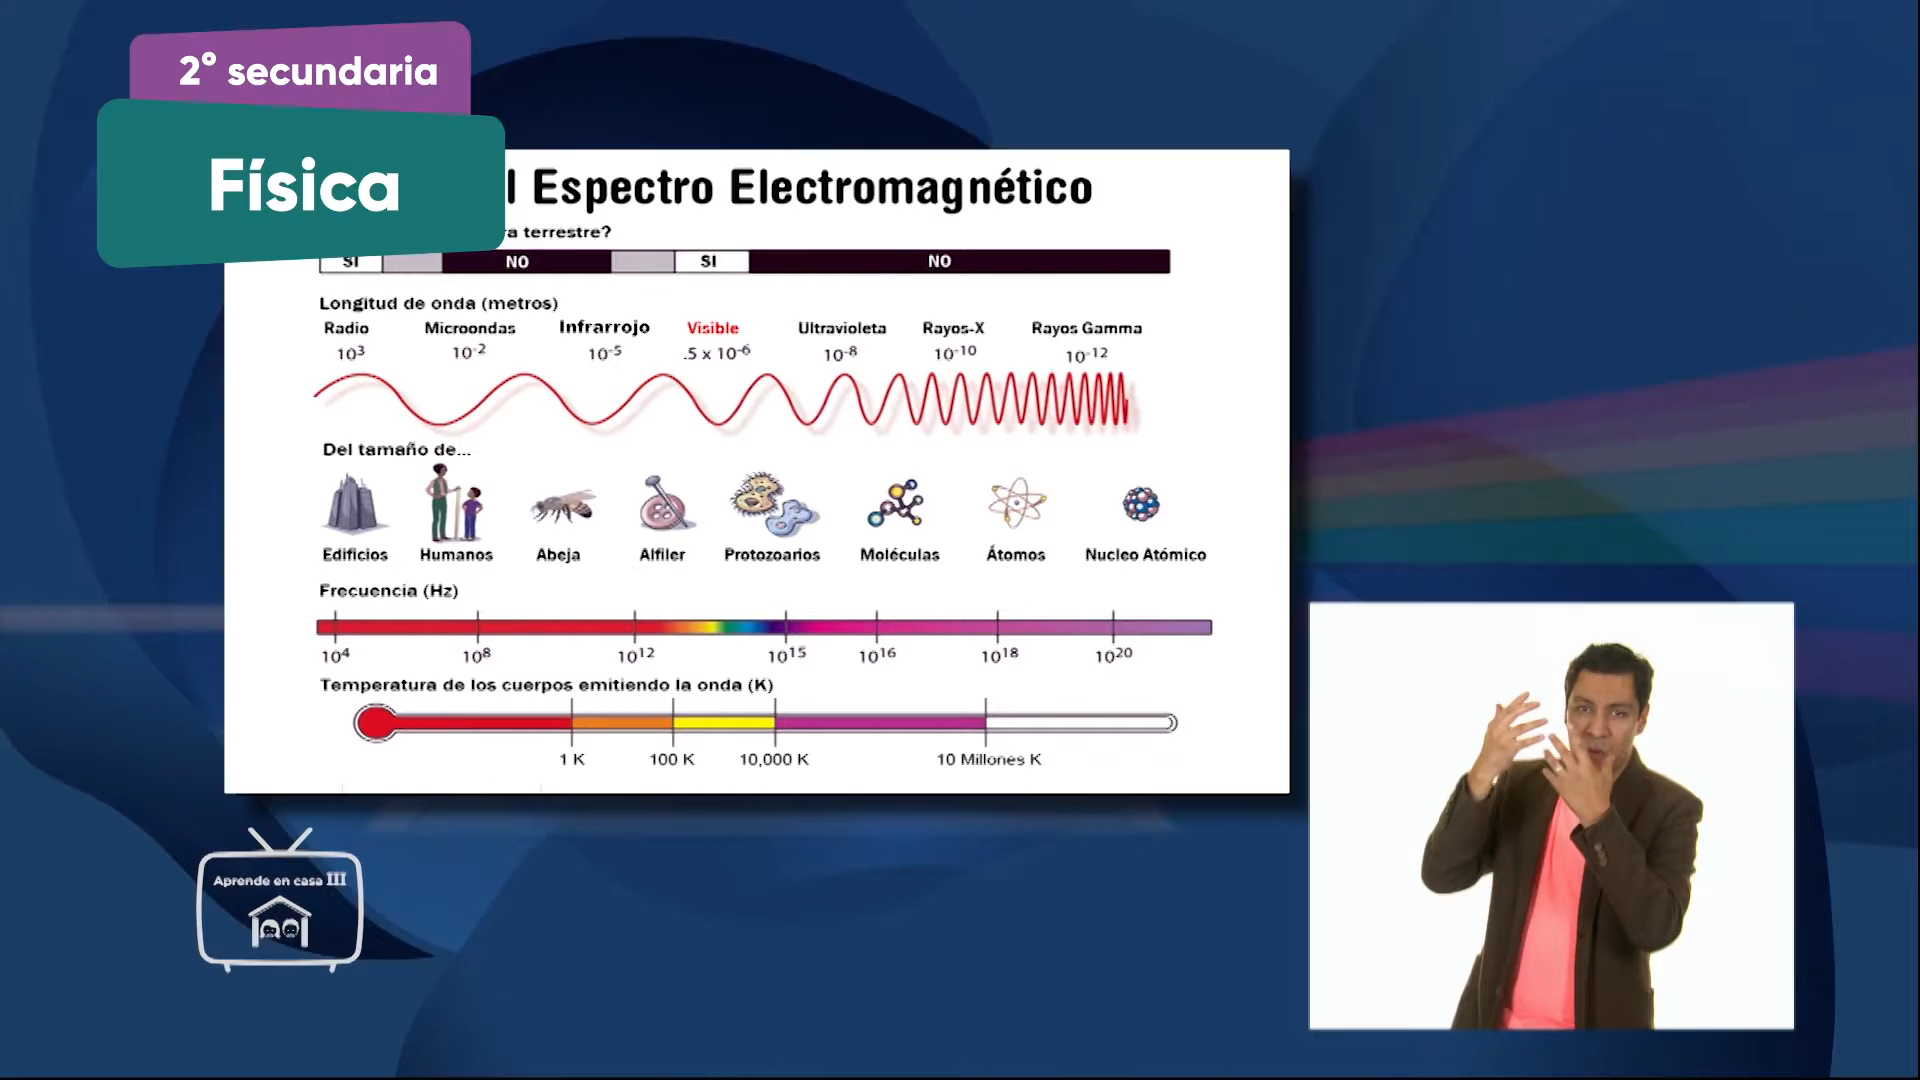 2° secundaria
Física
l Espectro Electromagnético
terrestre?
SI NO SI NO
Longitud de onda (metros)
Radio Microondas Infrarrojo Visible Ultravioleta Rayos-X Rayos Gamma
10³ 10⁻² 10⁻⁵ .5 x 10⁻⁶ 10⁻⁸ 10⁻¹⁰ 10⁻¹²
Del tamaño de...
Edificios Humanos Abeja Alfiler Protozoarios Moléculas Átomos Nucleo Atómico
Frecuencia (Hz)
10⁴ 10⁸ 10¹² 10¹⁵ 10¹⁶ 10¹⁸ 10²⁰
Temperatura de los cuerpos emitiendo la onda (K)
1 K 100 K 10,000 K 10 Millones K
Aprende en casa III